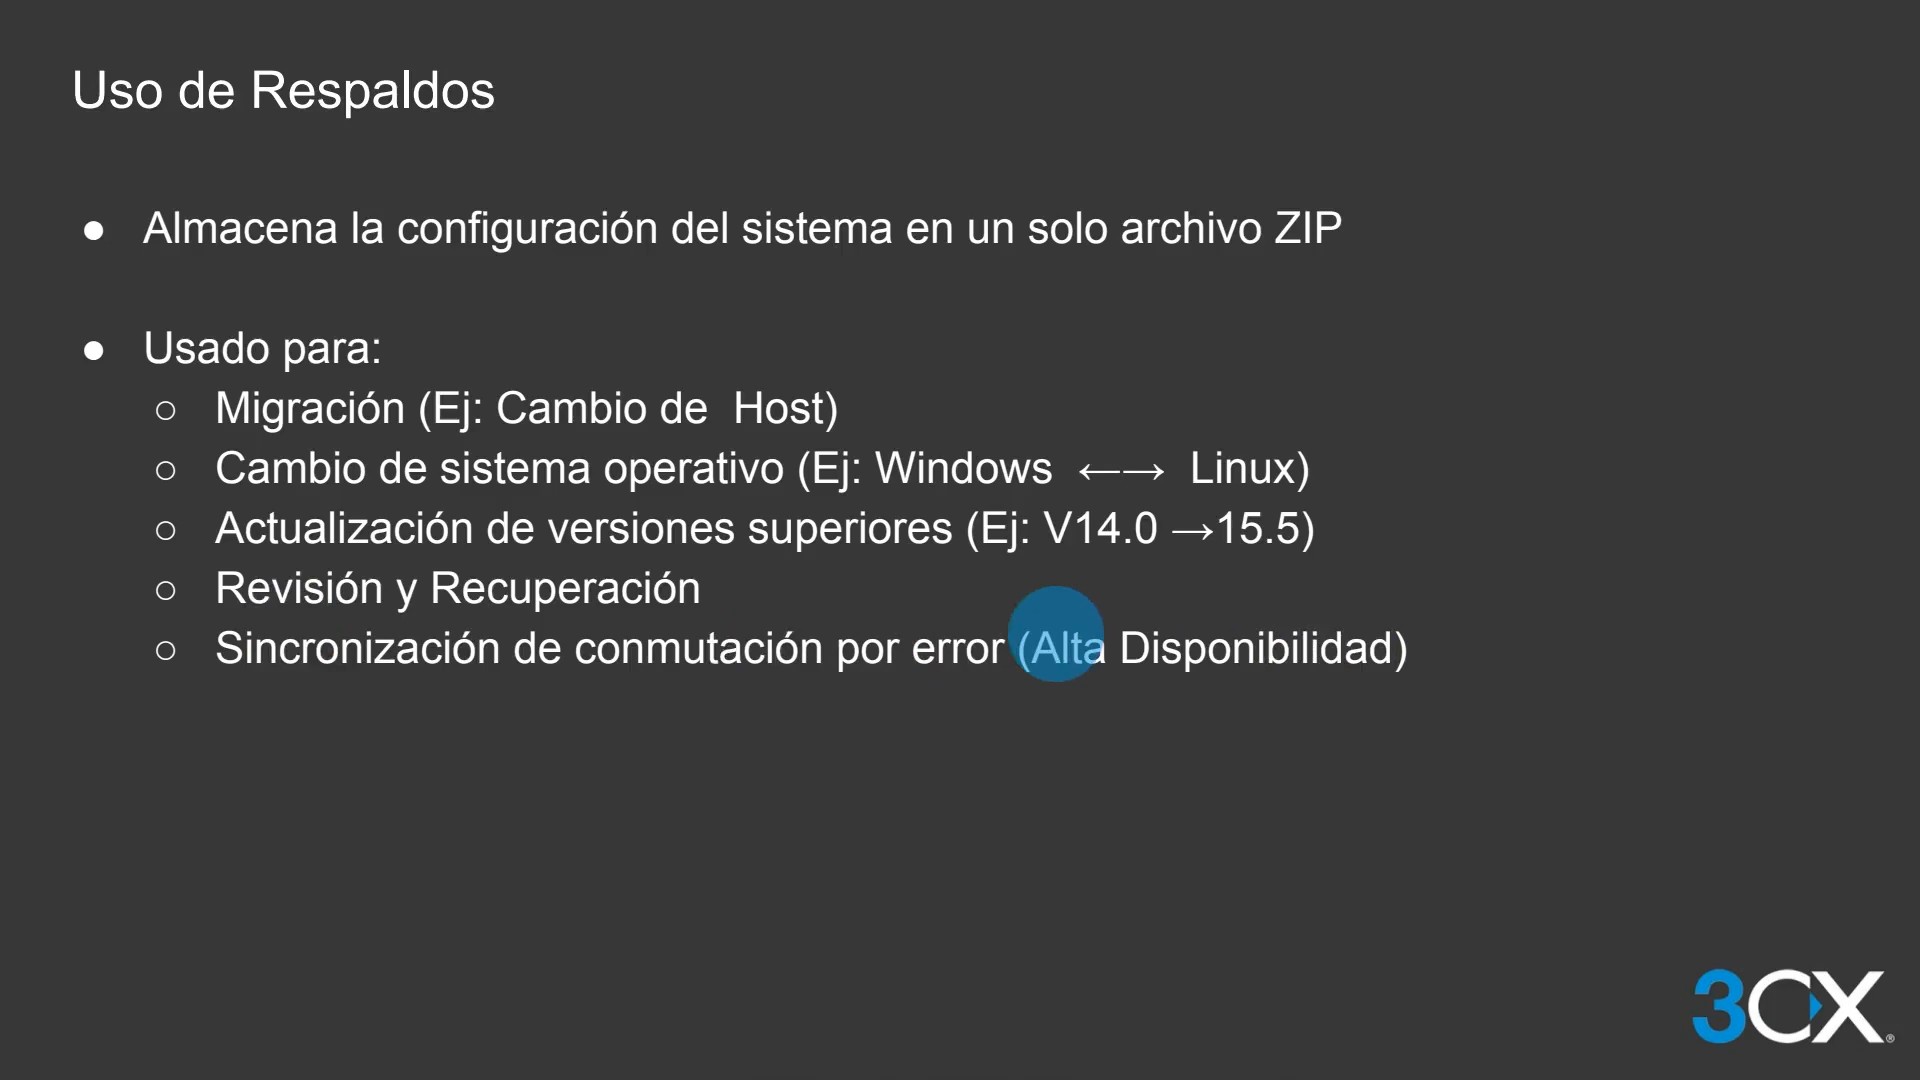 Uso de Respaldos
● Almacena la configuración del sistema en un solo archivo ZIP
● Usado para:
○ Migración (Ej: Cambio de  Host)
○ Cambio de sistema operativo (Ej: Windows ←→ Linux)
○ Actualización de versiones superiores (Ej: V14.0 →15.5)
○ Revisión y Recuperación
○ Sincronización de conmutación por error (Alta Disponibilidad)
3CX®